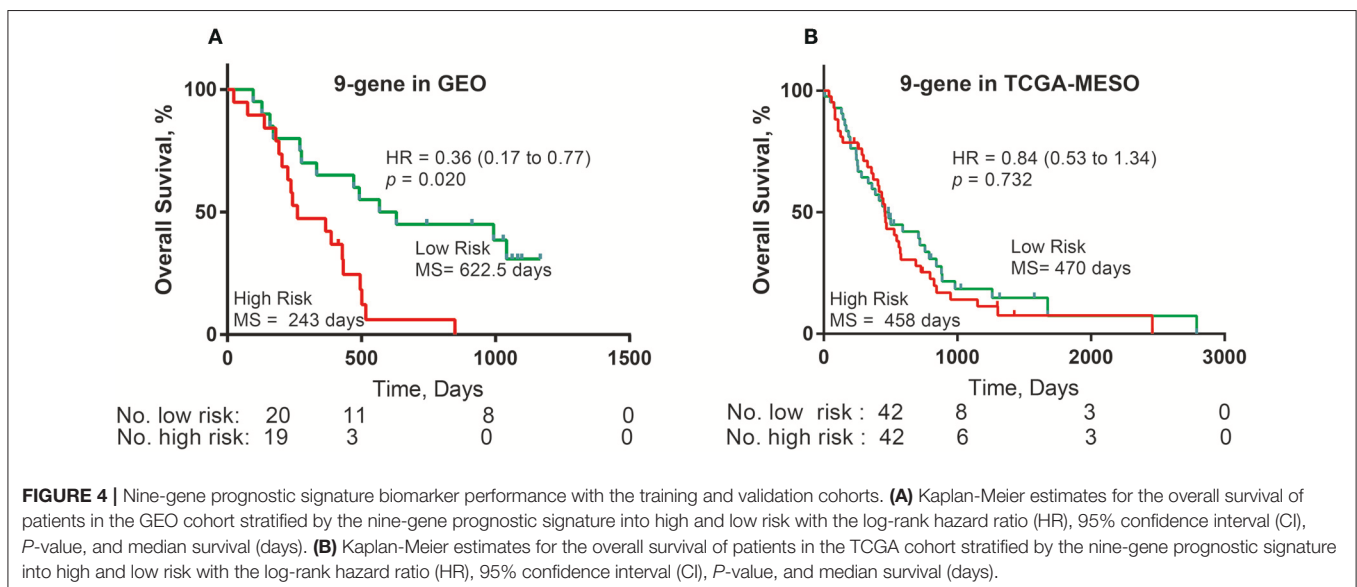 A
9-gene in GEO
Overall Suvival, %
100
50
0
HR = 0.36 (0.17 to 0.77)
p = 0.020
Low Risk
MS= 622.5 days
High Risk
MS = 243 days
0 500 1000 1500
Time, Days
No. low risk: 20 11 8 0
No. high risk: 19 3 0 0
B
9-gene in TCGA-MESO
Overall Suvival, %
100
50
0
HR = 0.84 (0.53 to 1.34)
p = 0.732
Low Risk
MS= 470 days
High Risk
MS = 458 days
0 1000 2000 3000
Time, Days
No. low risk : 42 8 3 0
No. high risk : 42 6 3 0
FIGURE 4 | Nine-gene prognostic signature biomarker performance with the training and validation cohorts. (A) Kaplan-Meier estimates for the overall survival of
patients in the GEO cohort stratified by the nine-gene prognostic signature into high and low risk with the log-rank hazard ratio (HR), 95% confidence interval (CI),
P-value, and median survival (days). (B) Kaplan-Meier estimates for the overall survival of patients in the TCGA cohort stratified by the nine-gene prognostic signature
into high and low risk with the log-rank hazard ratio (HR), 95% confidence interval (CI), P-value, and median survival (days).